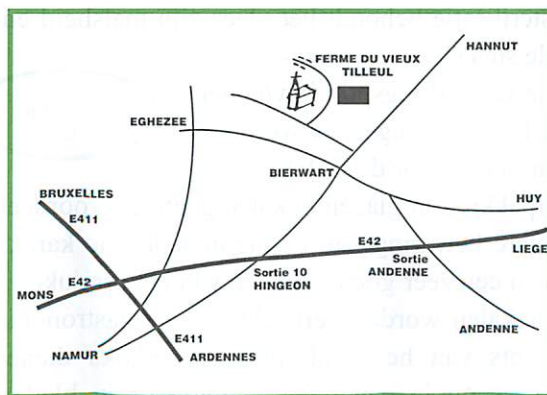 HANNUT
FERME DU VIEUX
TILLEUL
EGHEZEE
BIERWART
BRUXELLES
E411
HUY
E42
LIEGE
Sortie
ANDENNE
Sortie 10
HINGEON
E42
MONS
ANDENNE
E411
NAMUR
ARDENNES